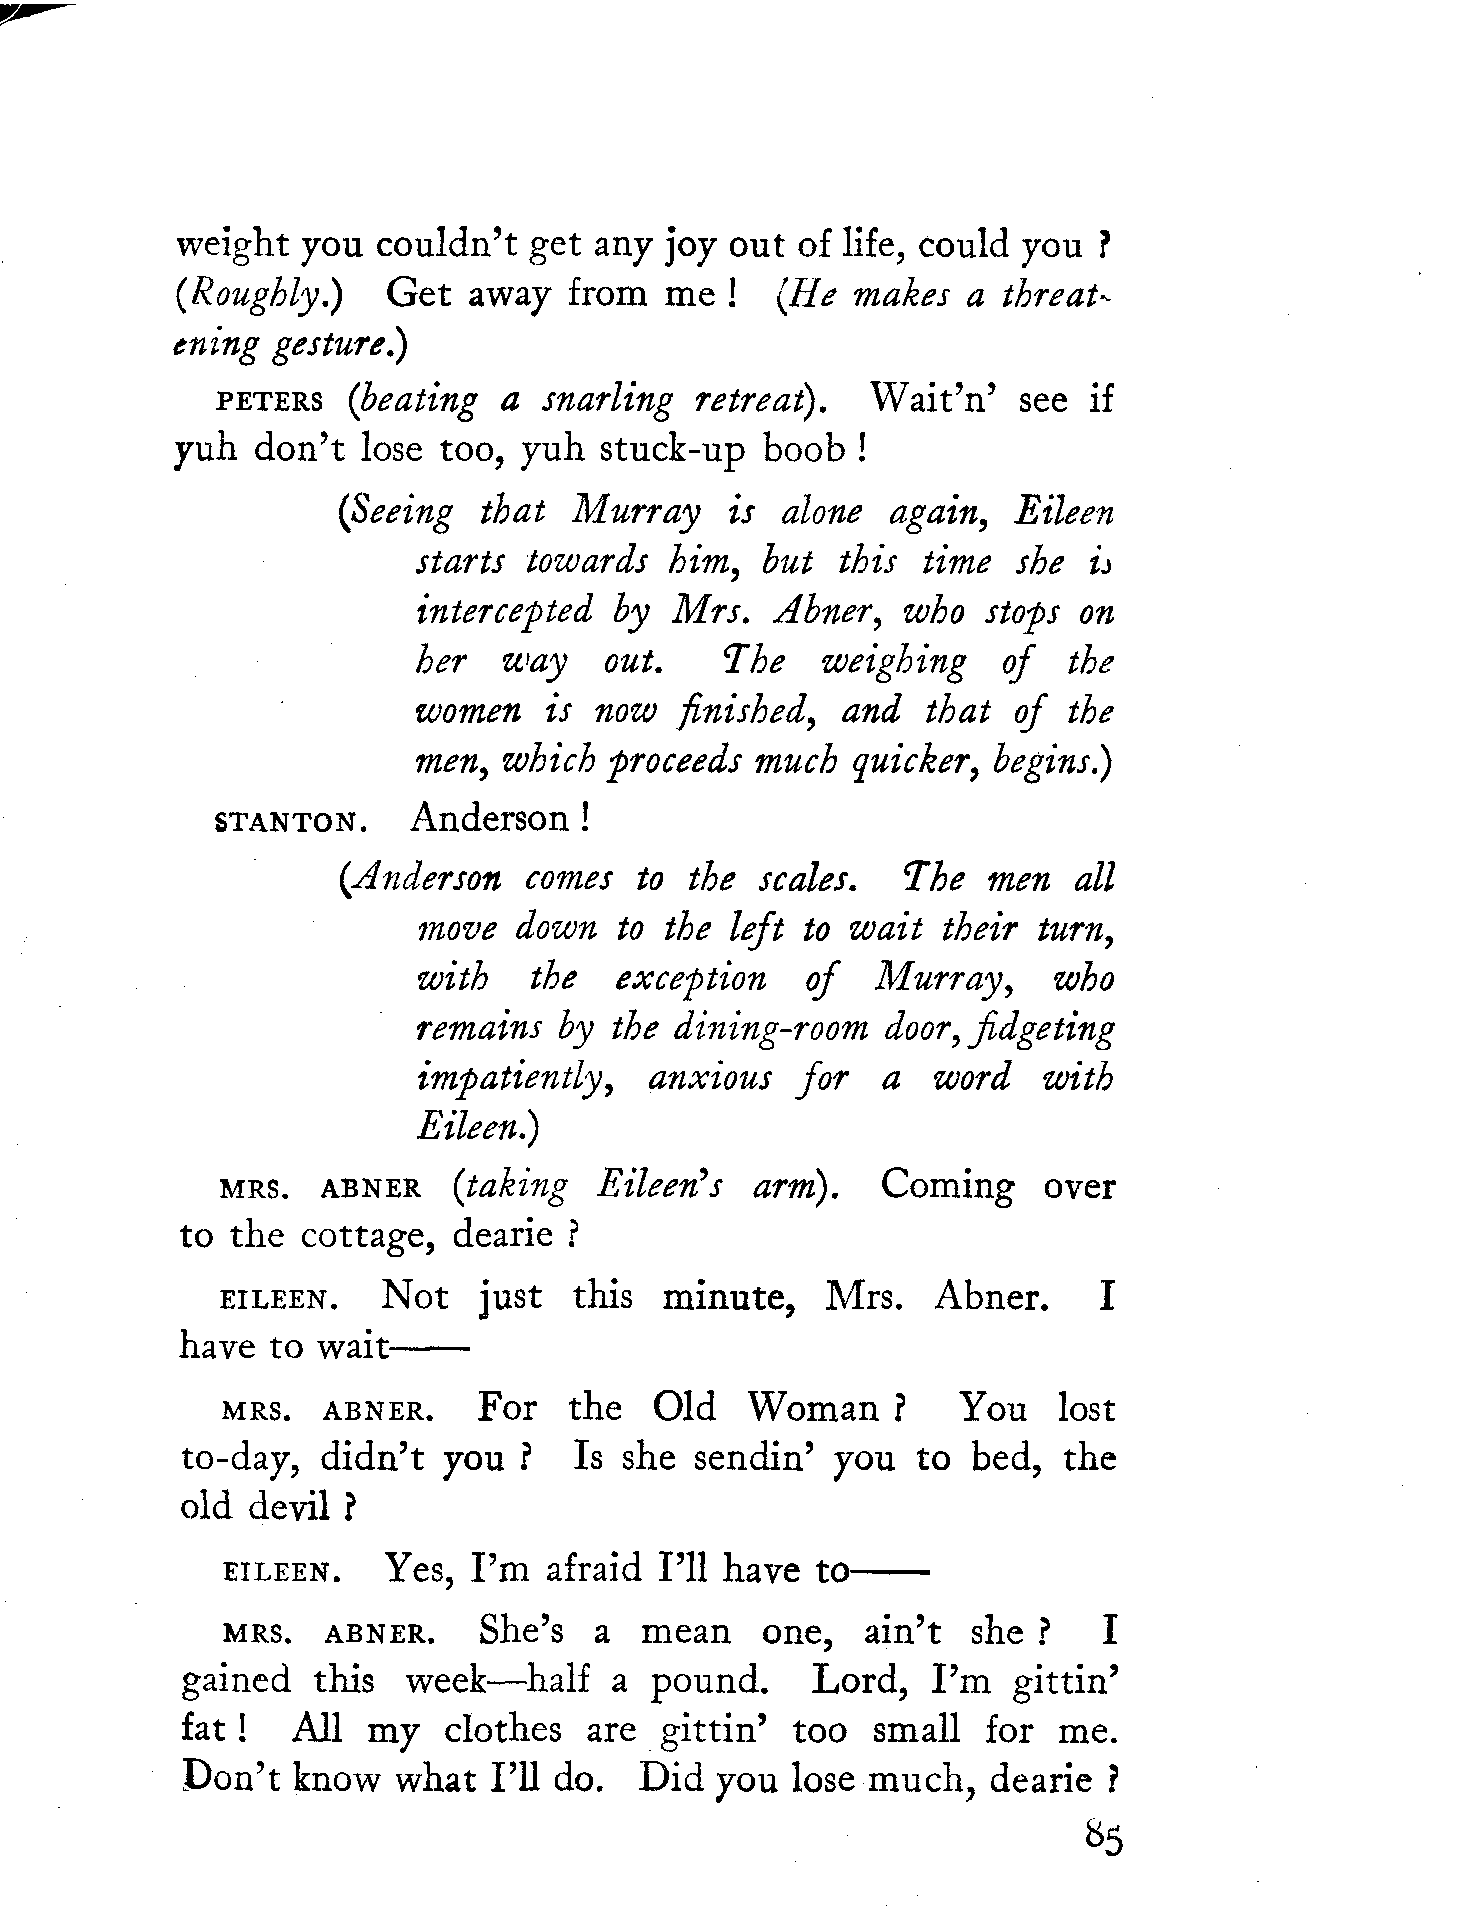 weight you couldn't get any joy out of life, could you ?
(Roughly.) Get away from me ! (He makes a threat-
ening gesture.)
PETERS (beating a snarling retreat). Wait'n' see if
yuh don't lose too, yuh stuck-up boob !
(Seeing that Murray is alone again, Eileen
starts towards him, but this time she is
intercepted by Mrs. Abner, who stops on
her way out. The weighing of the
women is now finished, and that of the
men, which proceeds much quicker, begins.)
STANTON. Anderson !
(Anderson comes to the scales. The men all
move down to the left to wait their turn,
with the exception of Murray, who
remains by the dining-room door, fidgeting
impatiently, anxious for a word with
Eileen.)
MRS. ABNER (taking Eileen's arm). Coming over
to the cottage, dearie ?
EILEEN. Not just this minute, Mrs. Abner. I
have to wait——
MRS. ABNER. For the Old Woman ? You lost
to-day, didn't you ? Is she sendin' you to bed, the
old devil ?
EILEEN. Yes, I'm afraid I'll have to——
MRS. ABNER. She's a mean one, ain't she ? I
gained this week—half a pound. Lord, I'm gittin'
fat ! All my clothes are gittin' too small for me.
Don't know what I'll do. Did you lose much, dearie ?
85